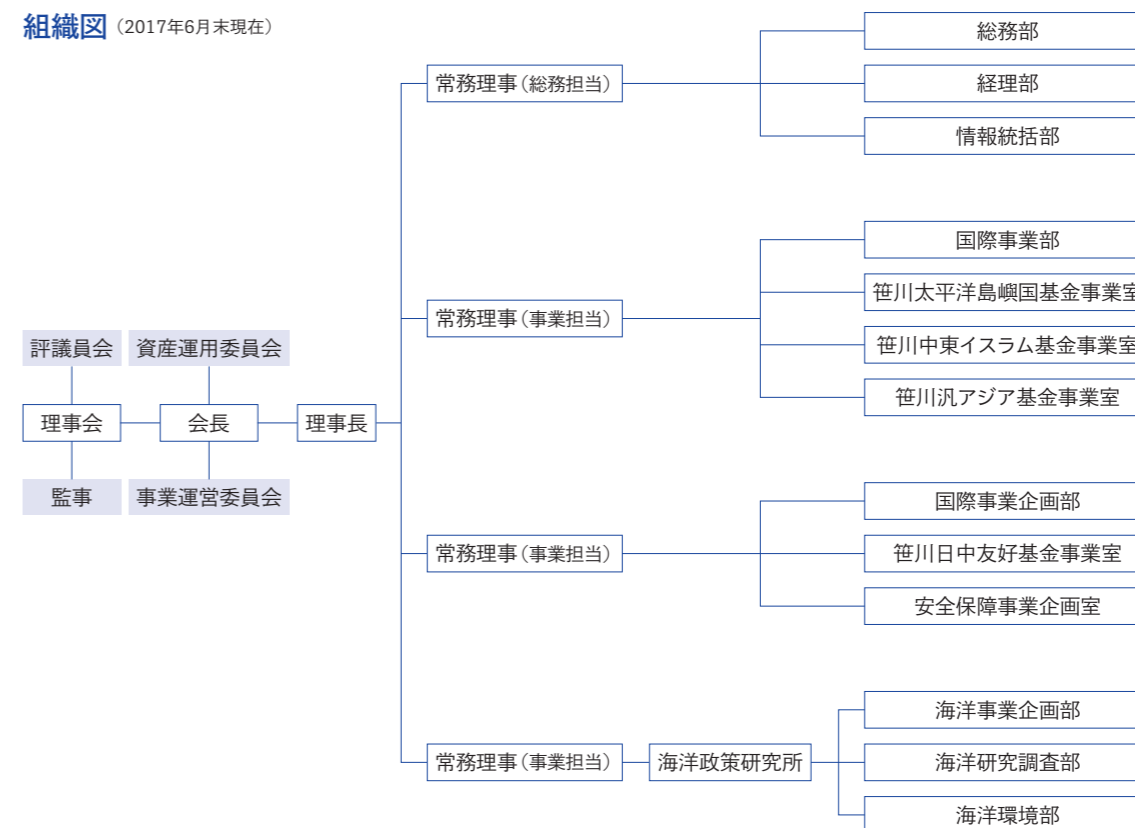 組織図（2017年6月末現在）
総務部
常務理事（総務担当）
経理部
情報統括部
国際事業部
笹川太平洋島嶼国基金事業室
常務理事（事業担当）
笹川中東イスラム基金事業室
笹川汎アジア基金事業室
評議員会
資産運用委員会
理事会
会長
理事長
監事
事業運営委員会
国際事業企画部
常務理事（事業担当）
笹川日中友好基金事業室
安全保障事業企画室
海洋事業企画部
常務理事（事業担当）
海洋政策研究所
海洋研究調査部
海洋環境部